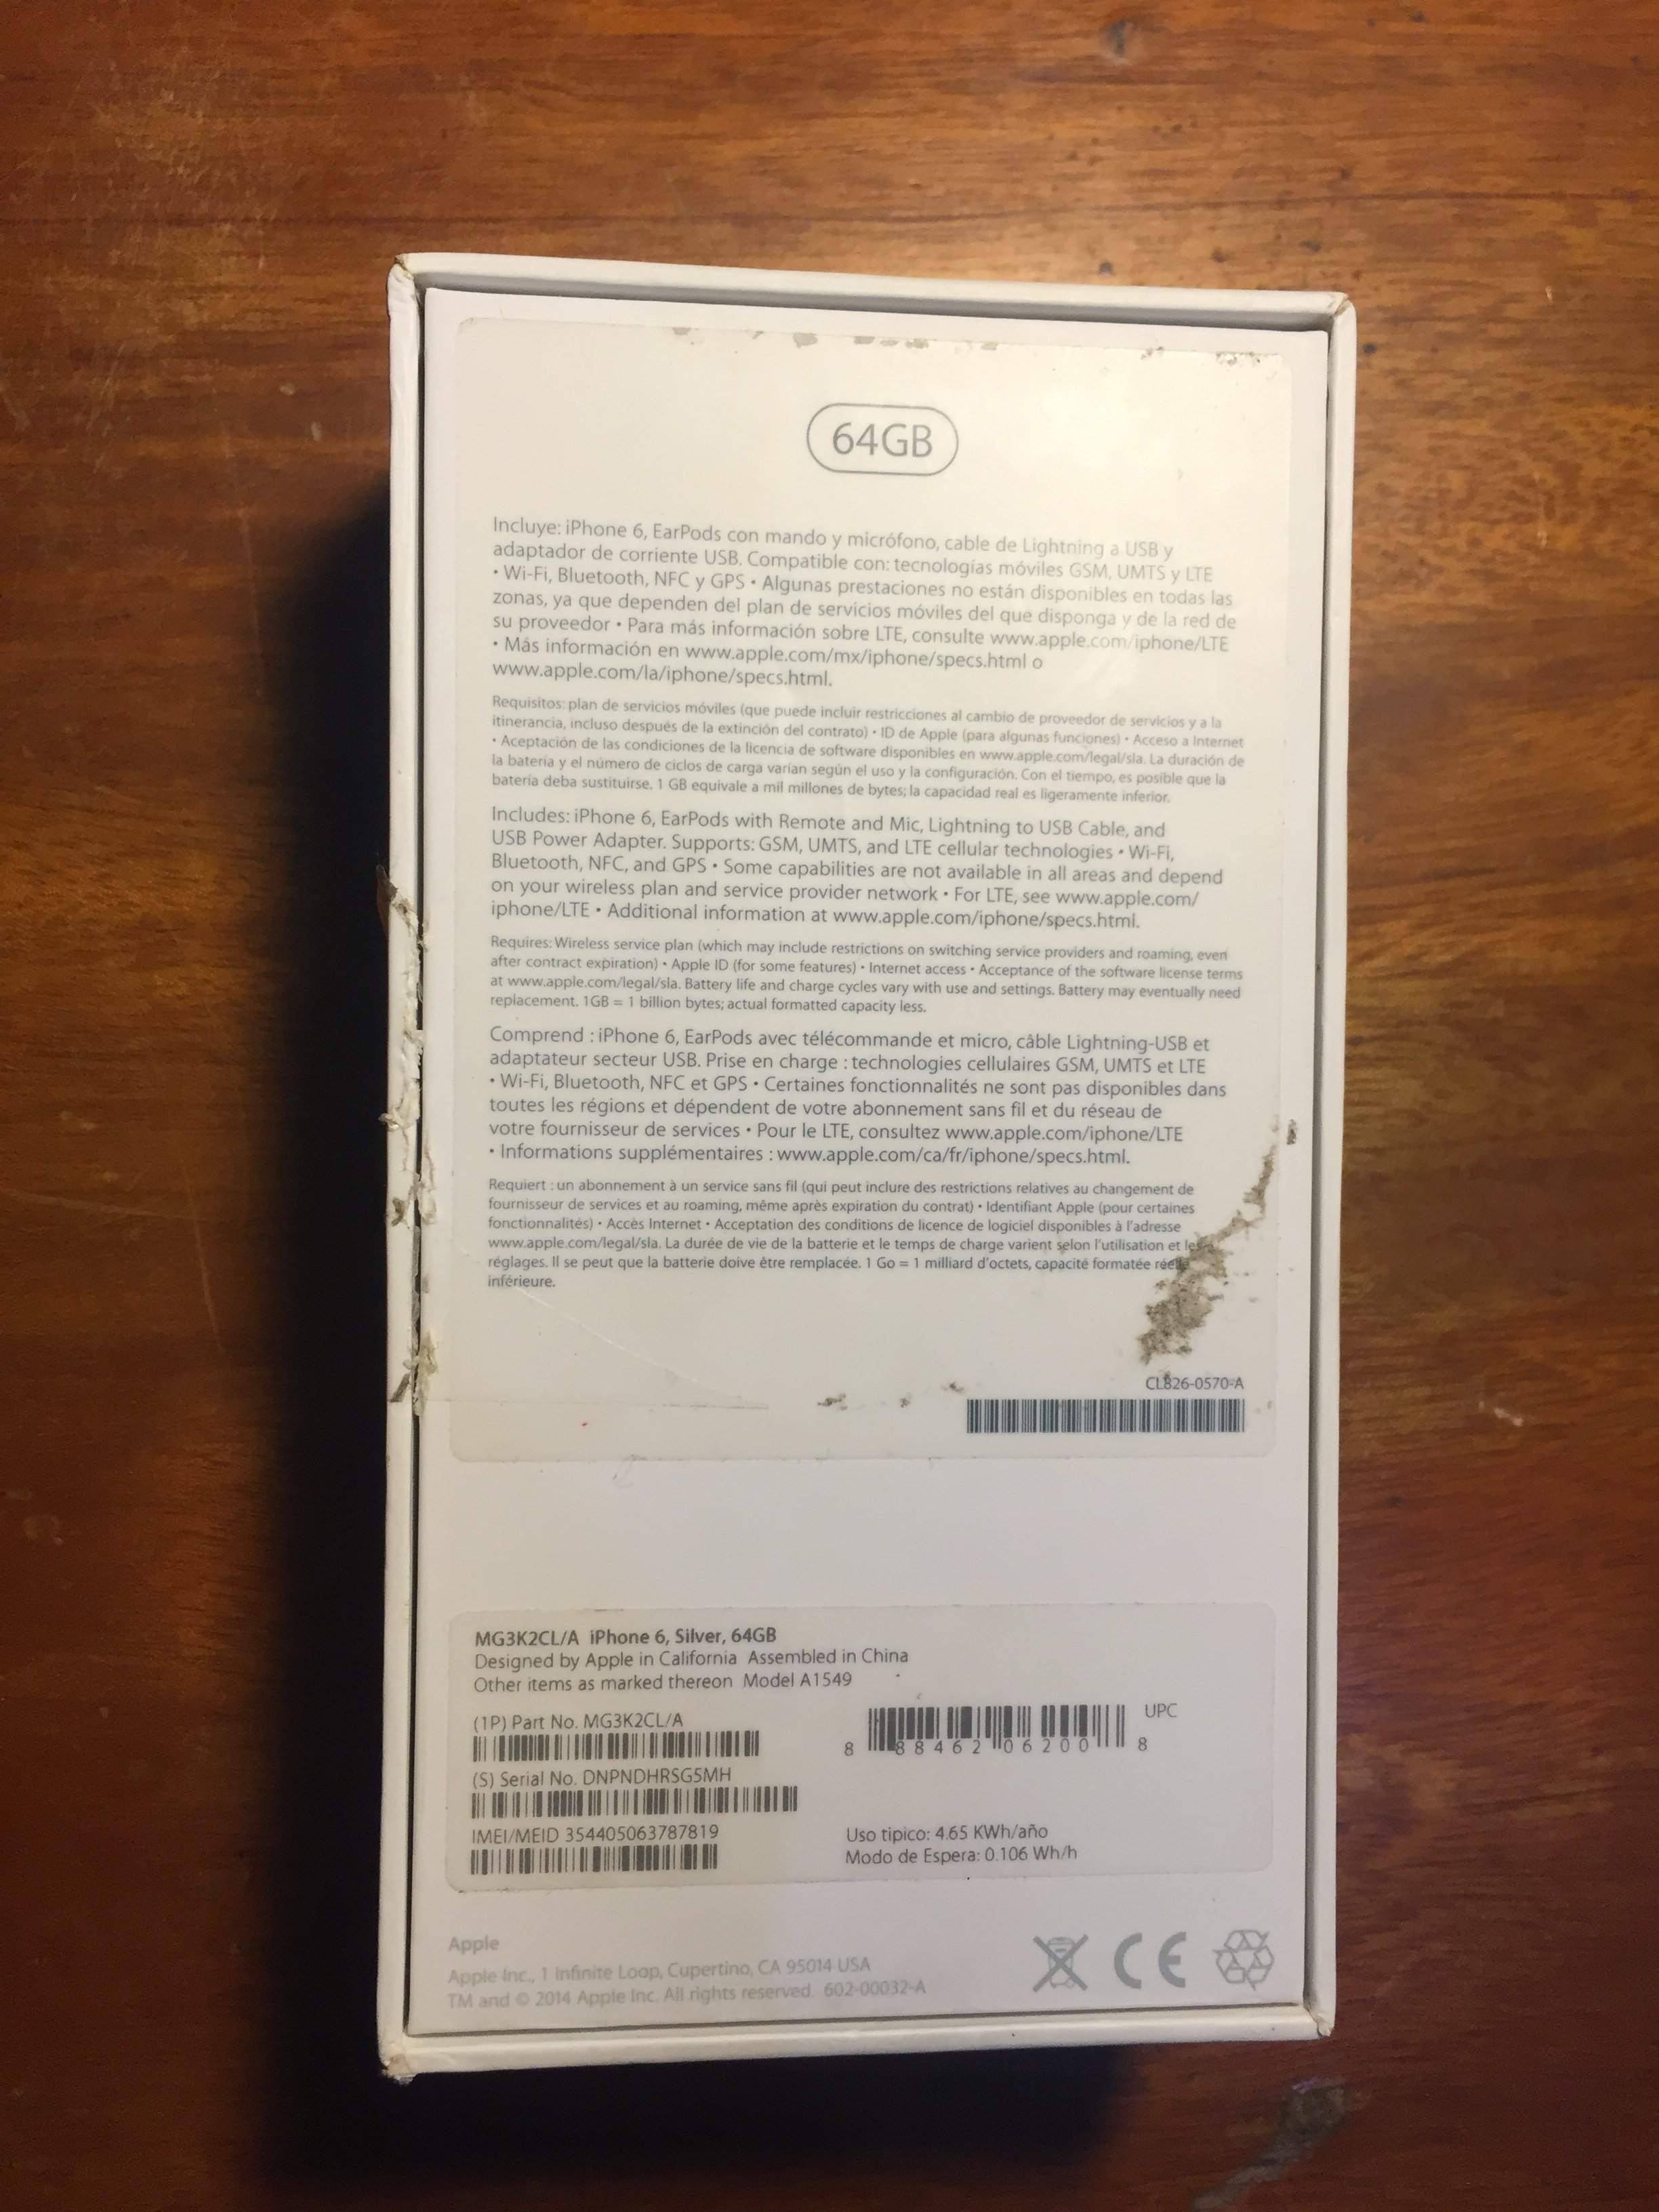 64GB
Incluye: iPhone 6, EarPods con mando y micrófono, cable de Lightning a USB y
adaptador de corriente USB. Compatible con: tecnologías móviles GSM, UMTS y LTE
• Wi-Fi, Bluetooth, NFC y GPS • Algunas prestaciones no están disponibles en todas las
zonas, ya que dependen del plan de servicios móviles del que disponga y de la red de
su proveedor • Para más información sobre LTE, consulte www.apple.com/iphone/LTE
• Más información en www.apple.com/mx/iphone/specs.html o
www.apple.com/la/iphone/specs.html.
Requisitos: plan de servicios móviles (que puede incluir restricciones al cambio de proveedor de servicios y a la
itinerancia, incluso después de la extinción del contrato) • ID de Apple (para algunas funciones) • Acceso a Internet
• Aceptación de las condiciones de la licencia de software disponibles en www.apple.com/legal/sla. La duración de
la batería y el número de ciclos de carga varían según el uso y la configuración. Con el tiempo, es posible que la
batería deba sustituirse. 1 GB equivale a mil millones de bytes; la capacidad real es ligeramente inferior.
Includes: iPhone 6, EarPods with Remote and Mic, Lightning to USB Cable, and
USB Power Adapter. Supports: GSM, UMTS, and LTE cellular technologies • Wi-Fi,
Bluetooth, NFC, and GPS • Some capabilities are not available in all areas and depend
on your wireless plan and service provider network • For LTE, see www.apple.com/
iphone/LTE • Additional information at www.apple.com/iphone/specs.html.
Requires: Wireless service plan (which may include restrictions on switching service providers and roaming, even
after contract expiration) • Apple ID (for some features) • Internet access • Acceptance of the software license terms
at www.apple.com/legal/sla. Battery life and charge cycles vary with use and settings. Battery may eventually need
replacement. 1GB = 1 billion bytes; actual formatted capacity less.
Comprend : iPhone 6, EarPods avec télécommande et micro, câble Lightning-USB et
adaptateur secteur USB. Prise en charge : technologies cellulaires GSM, UMTS et LTE
• Wi-Fi, Bluetooth, NFC et GPS • Certaines fonctionnalités ne sont pas disponibles dans
toutes les régions et dépendent de votre abonnement sans fil et du réseau de
votre fournisseur de services • Pour le LTE, consultez www.apple.com/iphone/LTE
• Informations supplémentaires : www.apple.com/ca/fr/iphone/specs.html.
Requiert : un abonnement à un service sans fil (qui peut inclure des restrictions relatives au changement de
fournisseur de services et au roaming, même après expiration du contrat) • Identifiant Apple (pour certaines
fonctionnalités) • Accès Internet • Acceptation des conditions de licence de logiciel disponibles à l'adresse
www.apple.com/legal/sla. La durée de vie de la batterie et le temps de charge varient selon l'utilisation et les
réglages. Il se peut que la batterie doive être remplacée. 1 Go = 1 milliard d'octets, capacité formatée réelle
inférieure.
CL826-0570-A
MG3K2CL/A iPhone 6, Silver, 64GB
Designed by Apple in California Assembled in China
Other items as marked thereon Model A1549
(1P) Part No. MG3K2CL/A
UPC
8 88462 06200 8
(S) Serial No. DNPNDHRSG5MH
IMEI/MEID 354405063787819
Uso tipico: 4.65 KWh/año
Modo de Espera: 0.106 Wh/h
Apple
Apple Inc., 1 Infinite Loop, Cupertino, CA 95014 USA
TM and © 2014 Apple Inc. All rights reserved. 602-00032-A
CE